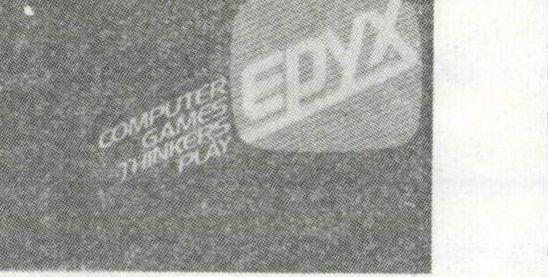 EPYX
COMPUTER
GAMES
THINKERS
PLAY